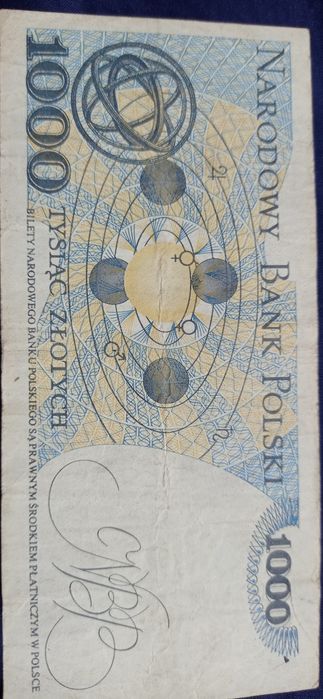 NARODOWY BANK POLSKI
1000
1000
TYSIĄC ZŁOTYCH
BILETY NARODOWEGO BANKU POLSKIEGO SĄ PRAWNYM ŚRODKIEM PŁATNICZYM W POLSCE